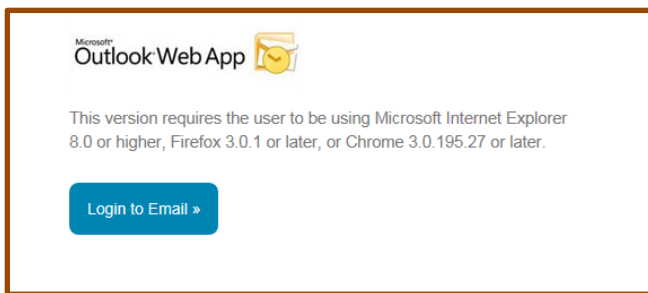 Microsoft®
Outlook Web App
This version requires the user to be using Microsoft Internet Explorer
8.0 or higher, Firefox 3.0.1 or later, or Chrome 3.0.195.27 or later.
Login to Email »